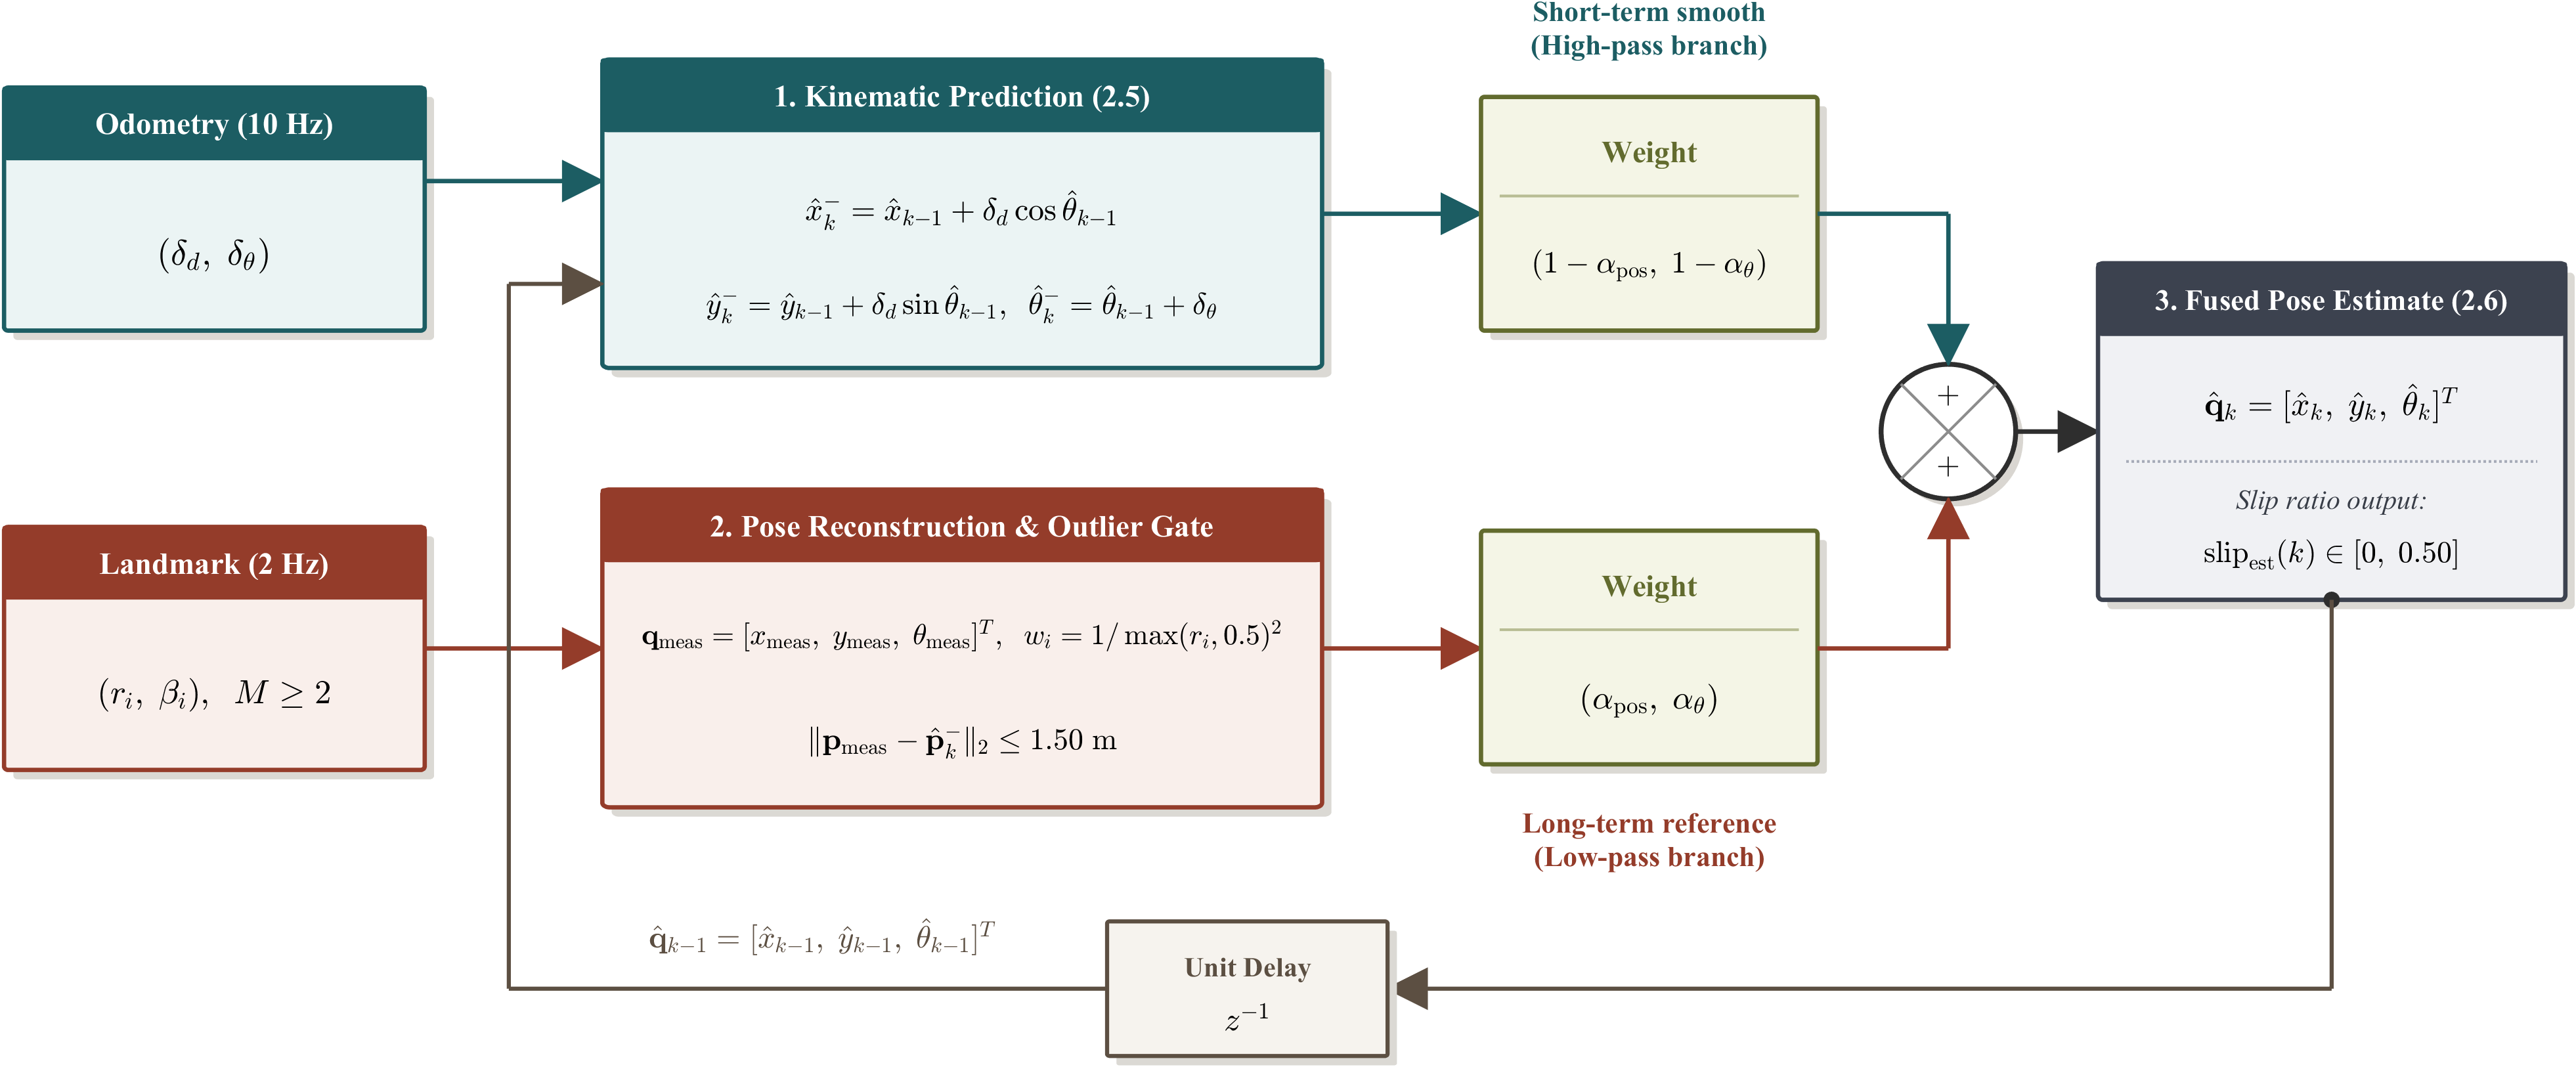 Short-term smooth
(High-pass branch)
Odometry (10 Hz)
(δ_d, δ_θ)
1. Kinematic Prediction (2.5)
x̂_k^− = x̂_{k−1} + δ_d cos θ̂_{k−1}
ŷ_k^− = ŷ_{k−1} + δ_d sin θ̂_{k−1}, θ̂_k^− = θ̂_{k−1} + δ_θ
Weight
(1 − α_pos, 1 − α_θ)
+
+
3. Fused Pose Estimate (2.6)
q̂_k = [x̂_k, ŷ_k, θ̂_k]^T
Slip ratio output:
slip_est(k) ∈ [0, 0.50]
Landmark (2 Hz)
(r_i, β_i), M ≥ 2
2. Pose Reconstruction & Outlier Gate
q_meas = [x_meas, y_meas, θ_meas]^T, w_i = 1/ max(r_i, 0.5)^2
‖p_meas − p̂_k^−‖_2 ≤ 1.50 m
Weight
(α_pos, α_θ)
Long-term reference
(Low-pass branch)
q̂_{k−1} = [x̂_{k−1}, ŷ_{k−1}, θ̂_{k−1}]^T
Unit Delay
z^{−1}